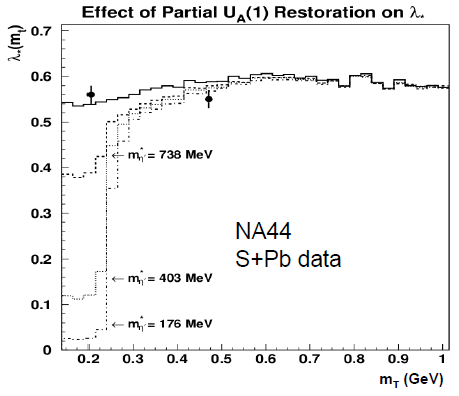 Effect of Partial U_A(1) Restoration on λ*
λ*(m_t)
0.7
0.6
0.5
0.4
0.3
0.2
0.1
0
← m*_η′ = 738 MeV
NA44
S+Pb data
← m*_η′ = 403 MeV
← m*_η′ = 176 MeV
0.2 0.3 0.4 0.5 0.6 0.7 0.8 0.9 1
m_T (GeV)